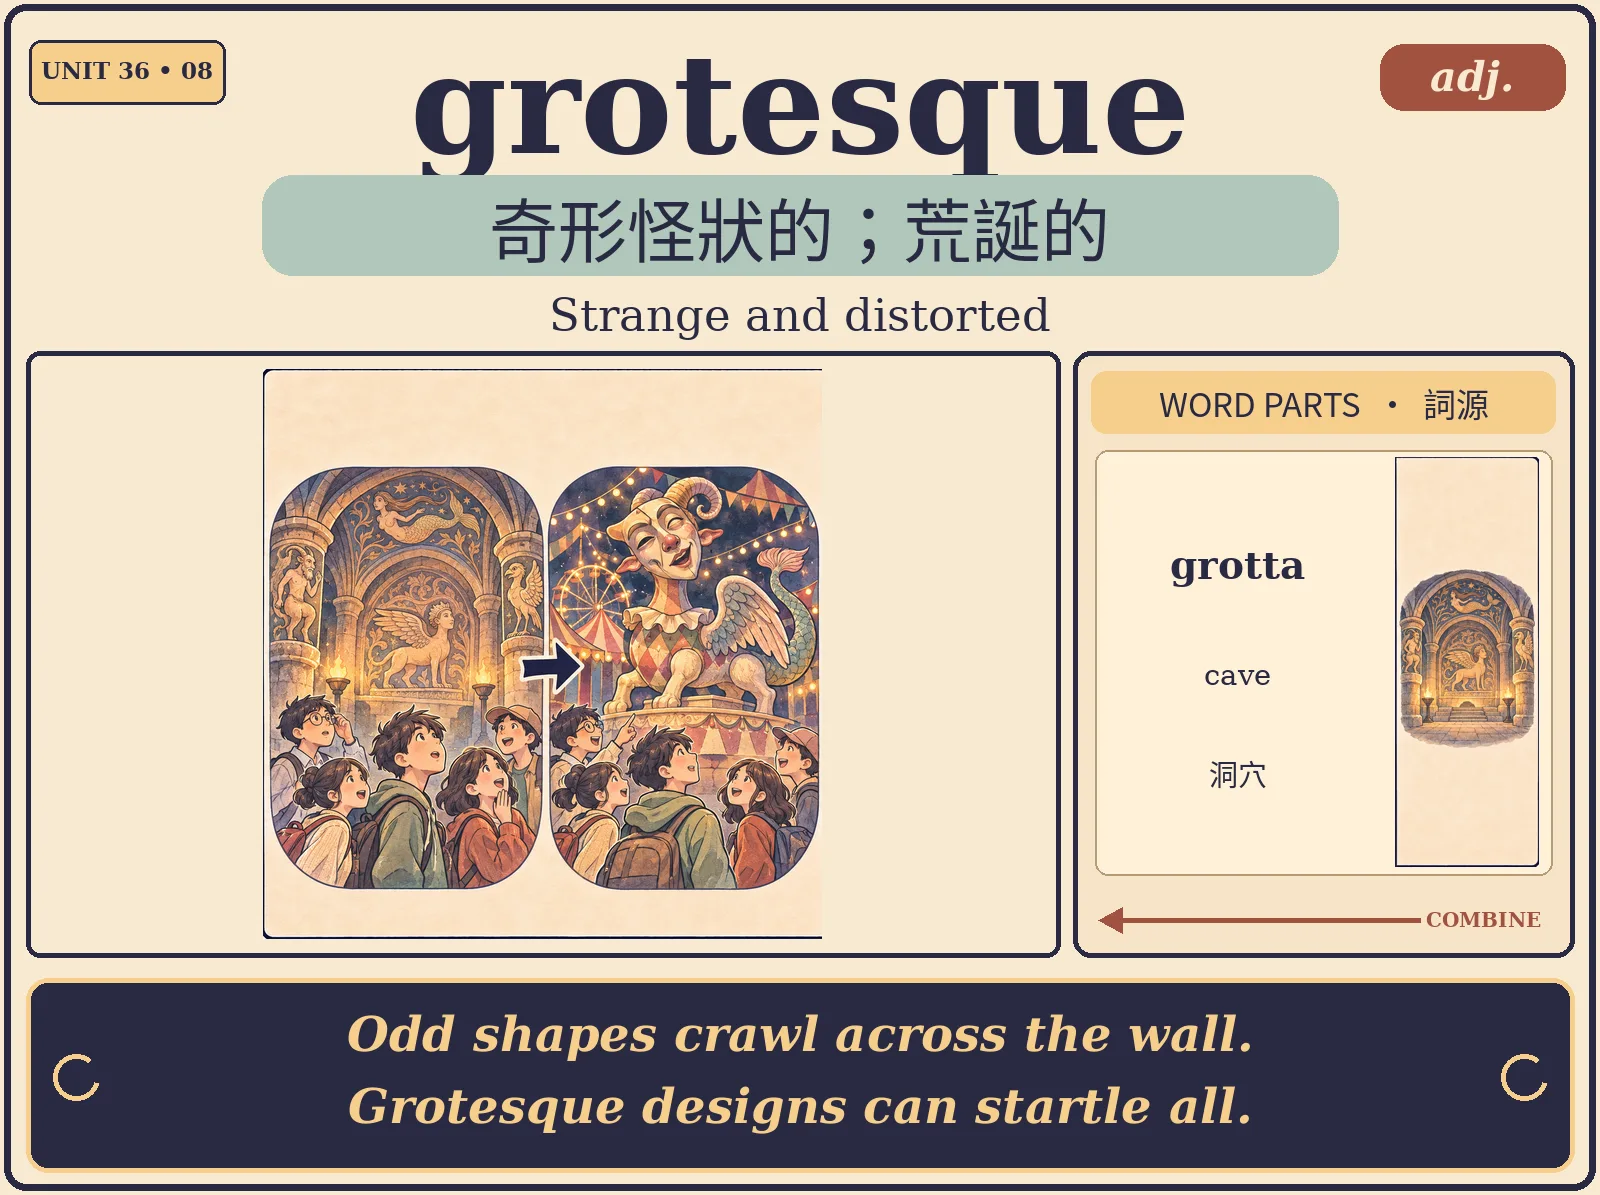 UNIT 36 • 08
grotesque
adj.
奇形怪狀的；荒誕的
Strange and distorted
WORD PARTS · 詞源
grotta
cave
洞穴
COMBINE
Odd shapes crawl across the wall.
Grotesque designs can startle all.